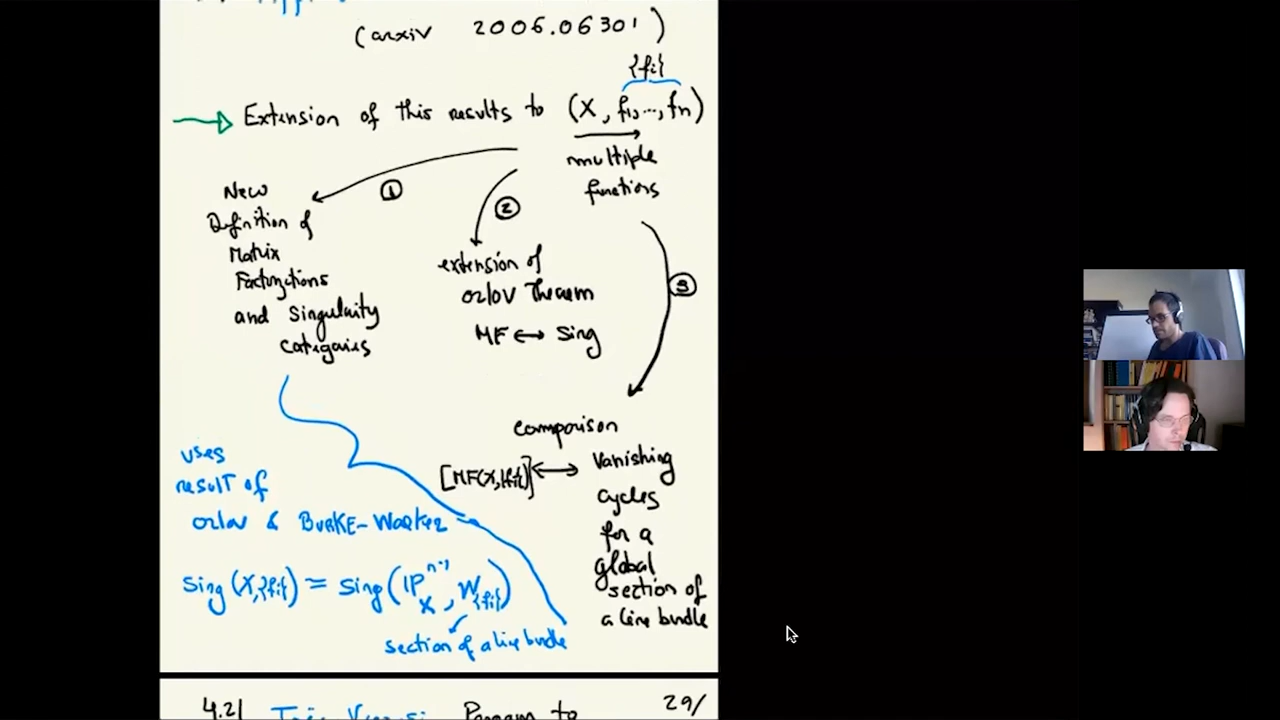 (arxiv 2006.06301)
{fi}
Extension of this results to (X, f1,..., fn)
multiple
functions
①
New
Definition of
Matrix
Factorizations
and Singularity
categories
②
extension of
orlov Theorem
MF ↔ Sing
③
comparison
[MF(X,{fi})] ↔ Vanishing
cycles
for a
global
section of
a line bundle
uses
result of
orlov & BURKE-Walker
Sing(X,{fi}) = Sing(ℙ^{n-1}_X, W_{fi})
section of a line bundle
4.2/
Program to
29/